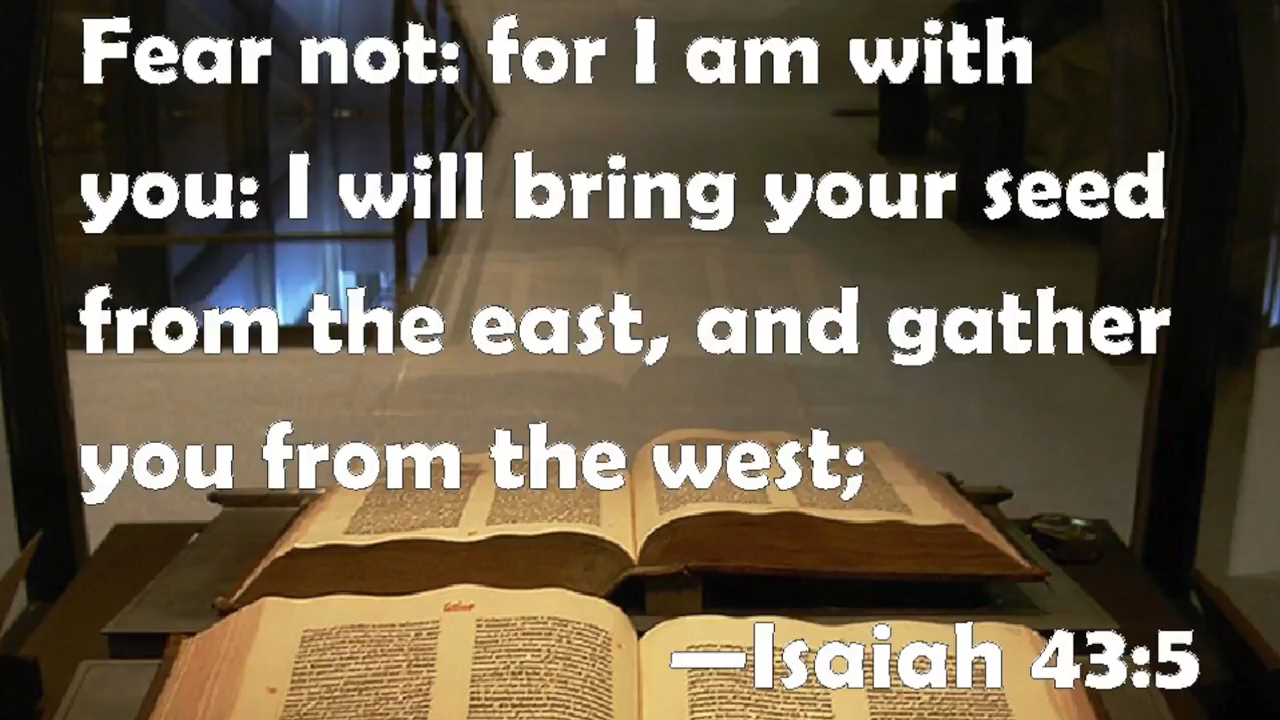 Fear not: for I am with
you: I will bring your seed
from the east, and gather
you from the west;
—Isaiah 43:5